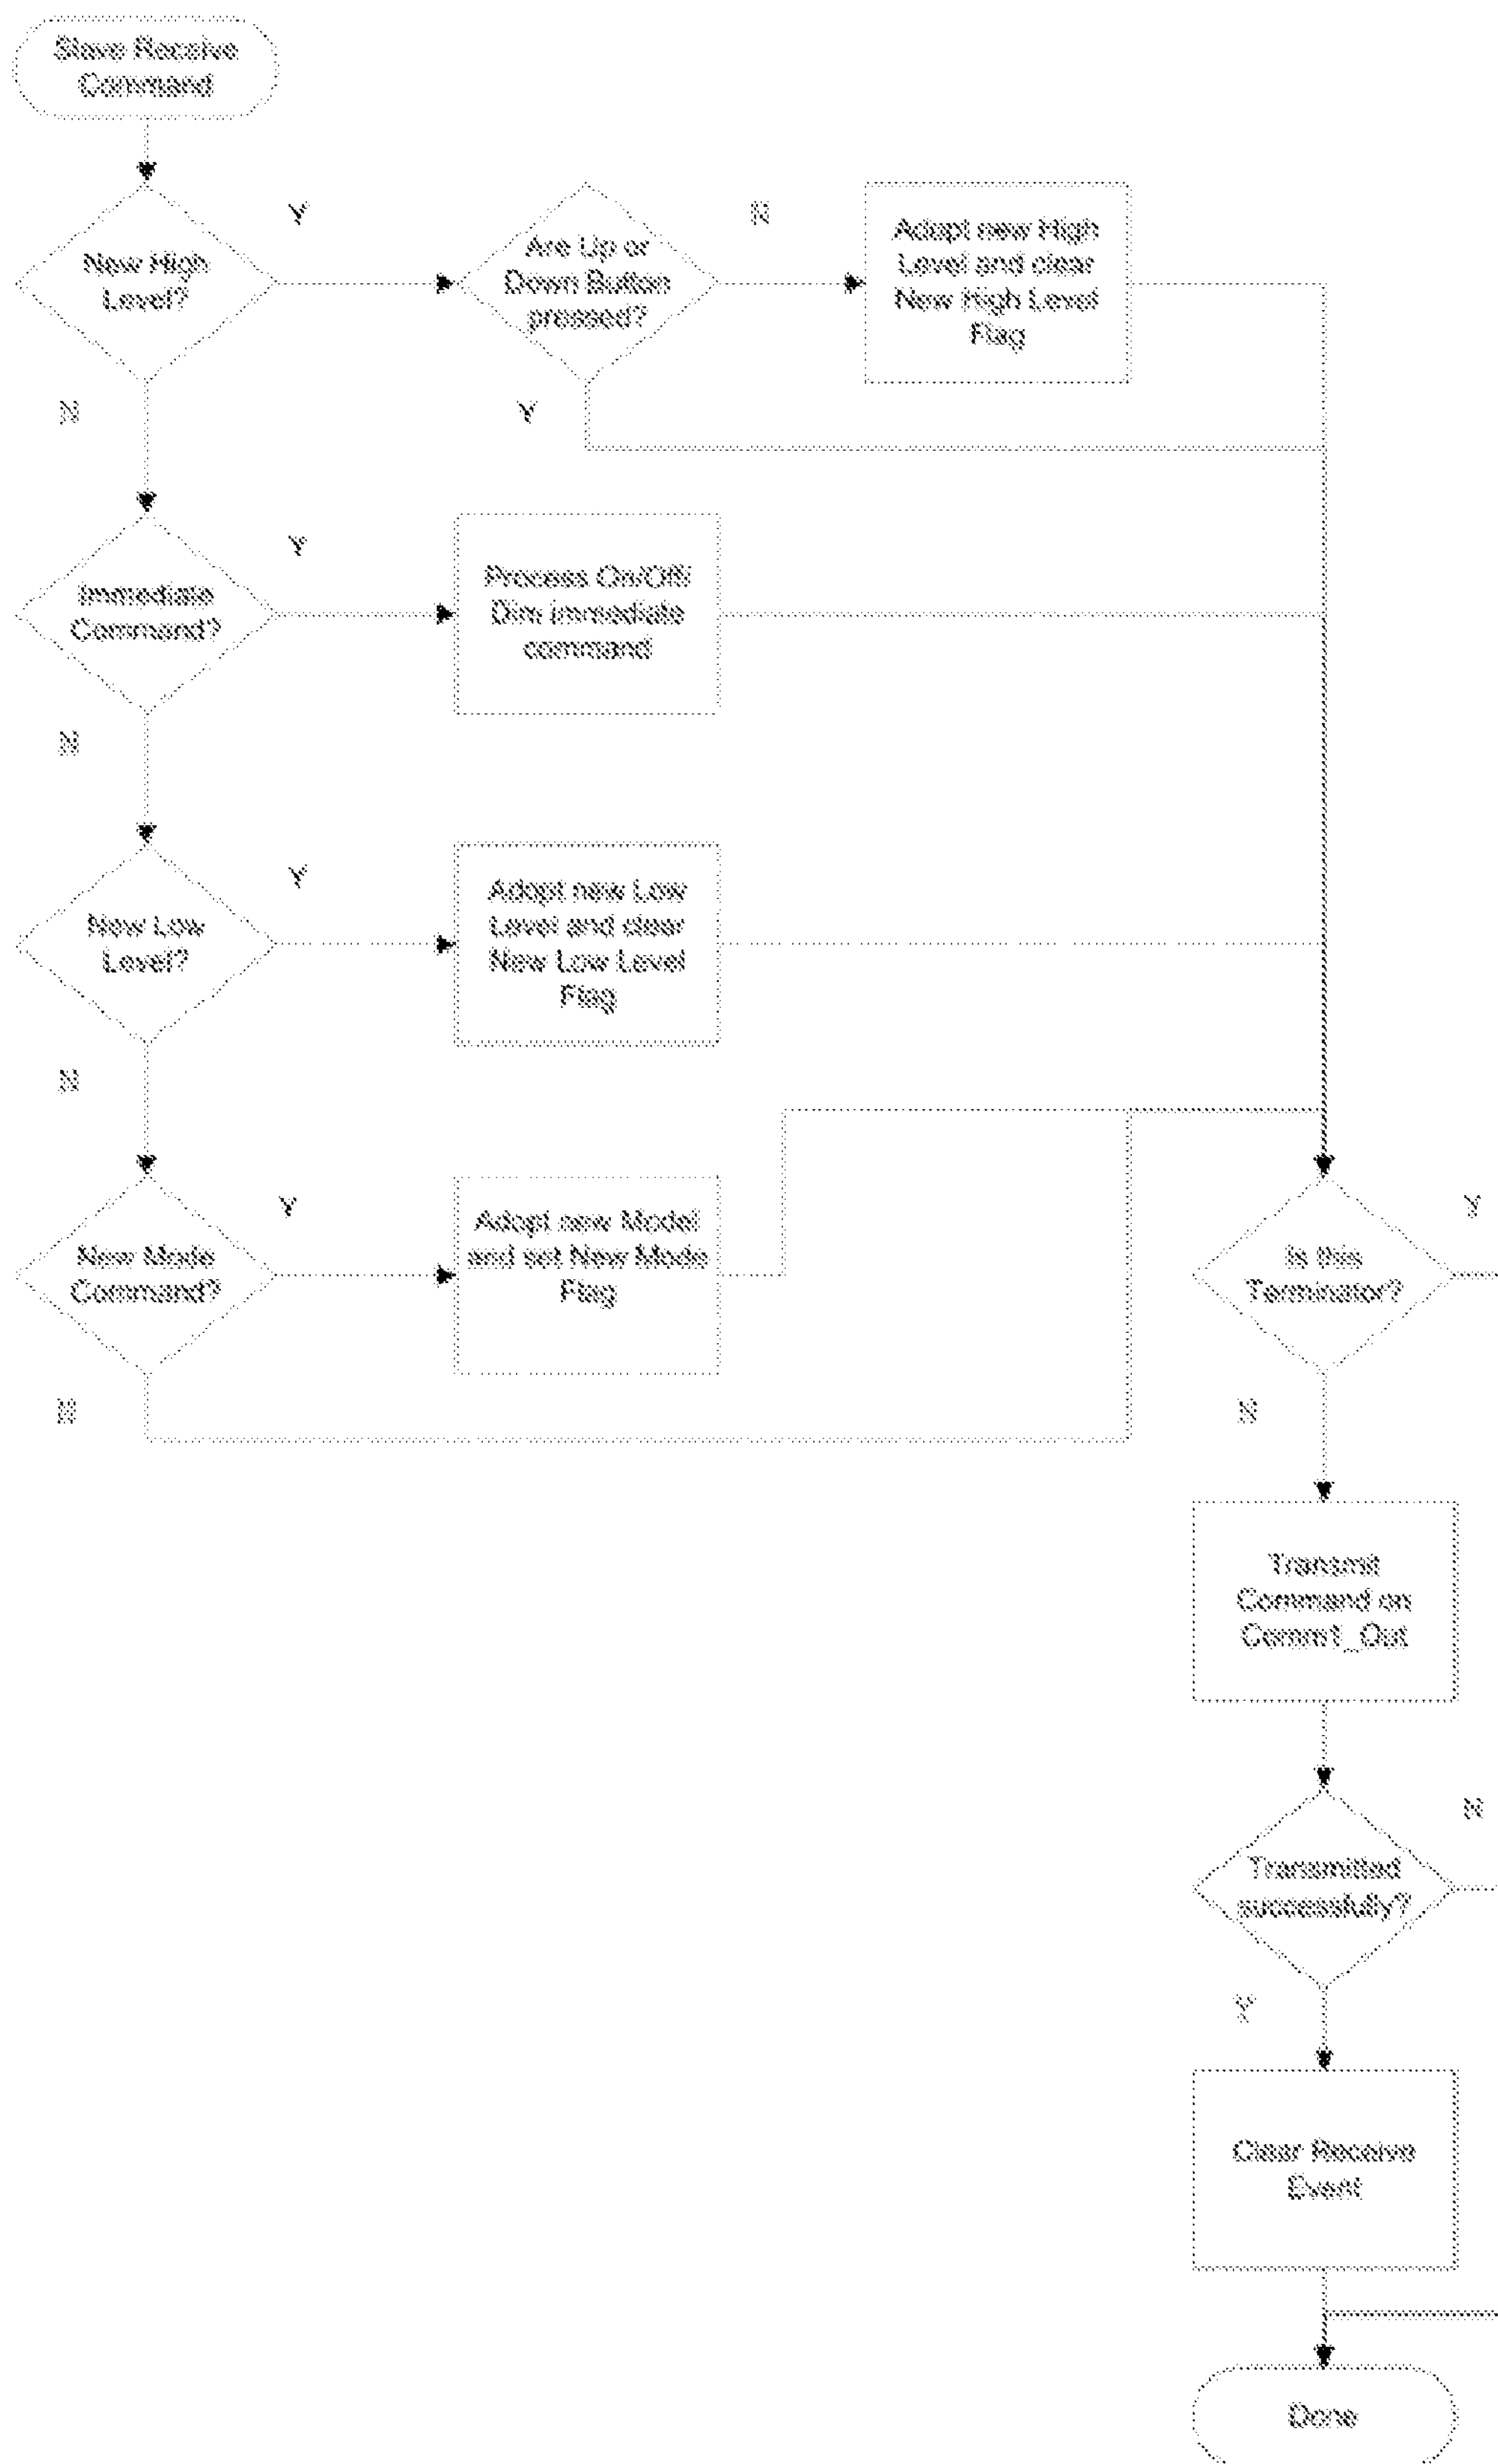 Slave Receive
Command
Y
N
New High
Level?
Are Up or
Down Button
pressed?
Adopt new High
Level and clear
New High Level
Flag
N
Y
Y
Immediate
Command?
Process On/Off/
Dim immediate
command
N
Y
New Low
Level?
Adopt new Low
Level and clear
New Low Level
Flag
N
Y
New Mode
Command?
Adopt new Model
and set New Mode
Flag
Y
Is this
Terminator?
N
N
Transmit
Command on
Comm1_Out
N
Transmitted
successfully?
Y
Clear Receive
Event
Done